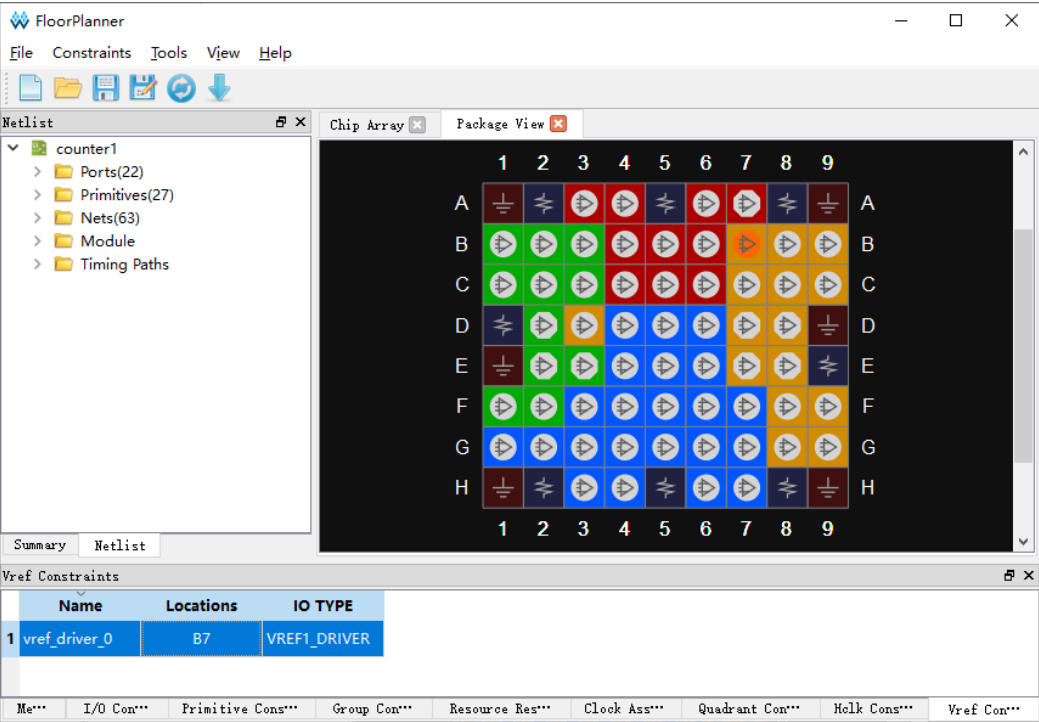 FloorPlanner
File Constraints Tools View Help
Netlist
counter1
Ports(22)
Primitives(27)
Nets(63)
Module
Timing Paths
Summary Netlist
Chip Array Package View
1 2 3 4 5 6 7 8 9
A A
B B
C C
D D
E E
F F
G G
H H
1 2 3 4 5 6 7 8 9
Vref Constraints
Name Locations IO TYPE
1 vref_driver_0 B7 VREF1_DRIVER
Me... I/O Con... Primitive Cons... Group Con... Resource Res... Clock Ass... Quadrant Con... Hclk Cons... Vref Con...